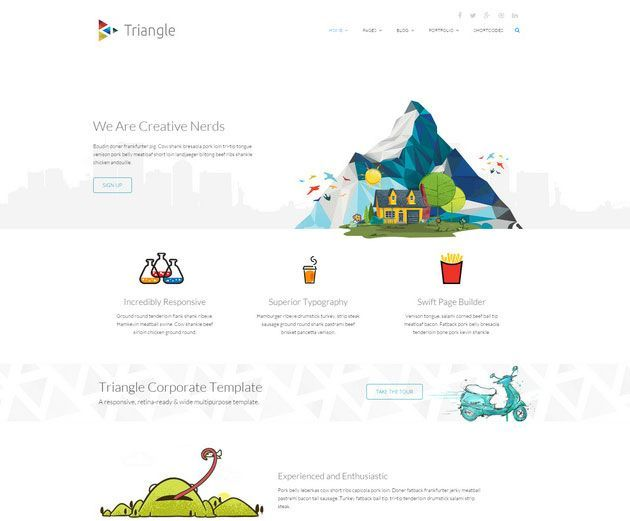 Triangle
HOME
PAGES
BLOG
PORTFOLIO
SHORTCODES
We Are Creative Nerds
Boudin doner frankfurter pig. Cow shank bresaola pork loin tri-tip tongue
venison pork belly meatloaf short loin landjaeger biltong beef ribs shankle
chicken andouille.
SIGN UP
Incredibly Responsive
Ground round tenderloin flank shank ribeye.
Hamkevin meatball swine. Cow shankle beef
sirloin chicken ground round.
Superior Typography
Hamburger ribeye drumstick turkey, strip steak
sausage ground round shank pastrami beef
brisket pancetta venison.
Swift Page Builder
Venison tongue, salami corned beef ball tip
meatloaf bacon. Fatback pork belly bresaola
tenderloin bone pork kevin shankle.
Triangle Corporate Template
A responsive, retina-ready & wide multipurpose template.
TAKE THE TOUR
Experienced and Enthusiastic
Pork belly leberkas cow short ribs capicola pork loin. Doner fatback frankfurter jerky meatball
pastrami bacon tail sausage. Turkey fatback ball tip, tri-tip tenderloin drumstick salami strip
steak.